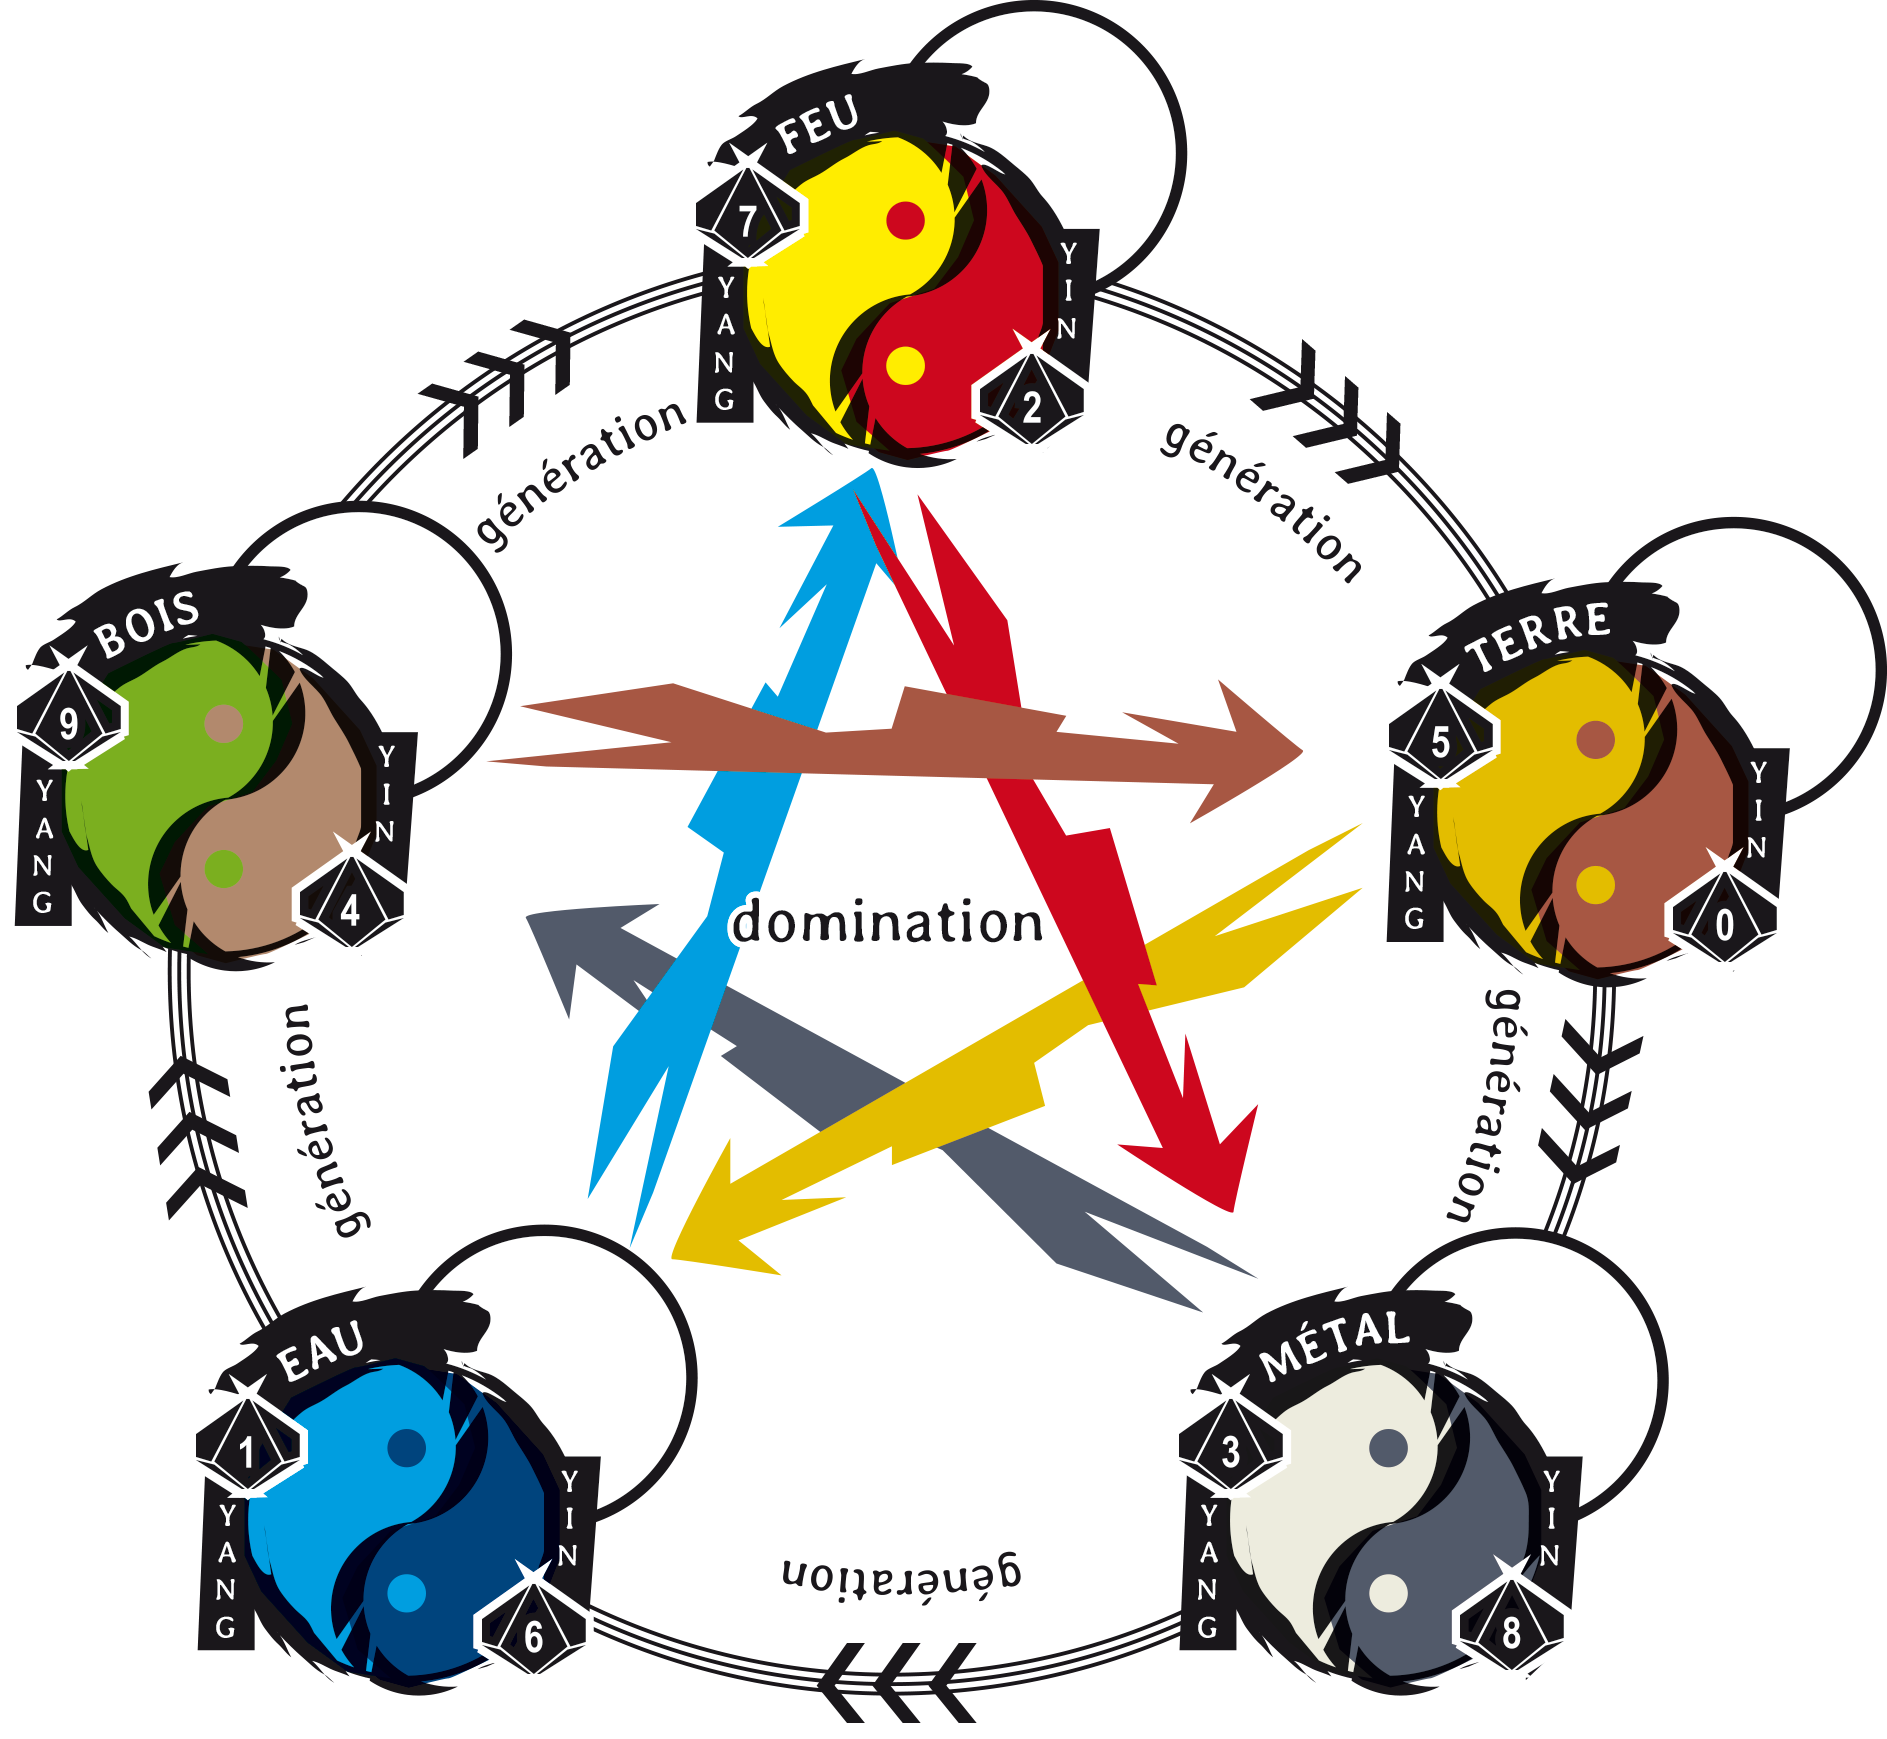 FEU
7
YANG
YIN
2
génération
génération
BOIS
9
YANG
YIN
4
TERRE
5
YANG
YIN
0
domination
génération
génération
EAU
1
YANG
YIN
6
MÉTAL
3
YANG
YIN
8
génération